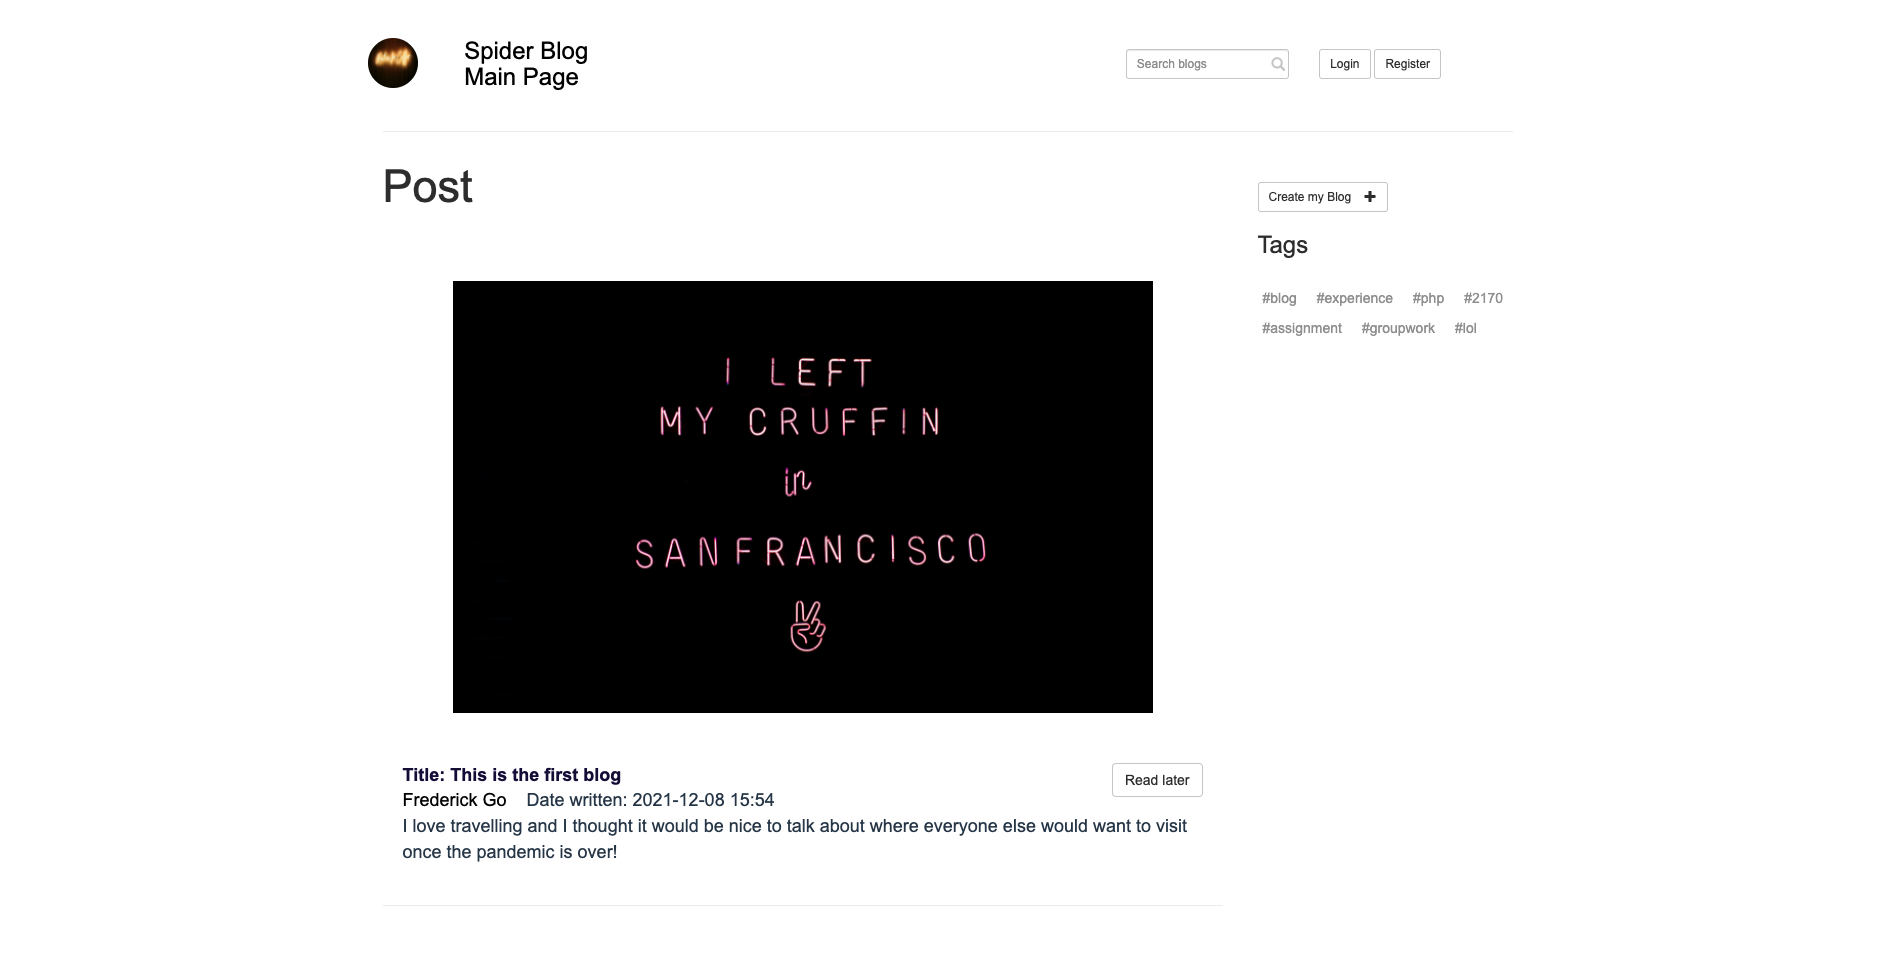 Spider Blog
Main Page
Search blogs
Login
Register
Post
Create my Blog
Tags
#blog #experience #php #2170
#assignment #groupwork #lol
I LEFT
MY CRUFFIN
in
SANFRANCISCO
Title: This is the first blog
Read later
Frederick Go Date written: 2021-12-08 15:54
I love travelling and I thought it would be nice to talk about where everyone else would want to visit
once the pandemic is over!